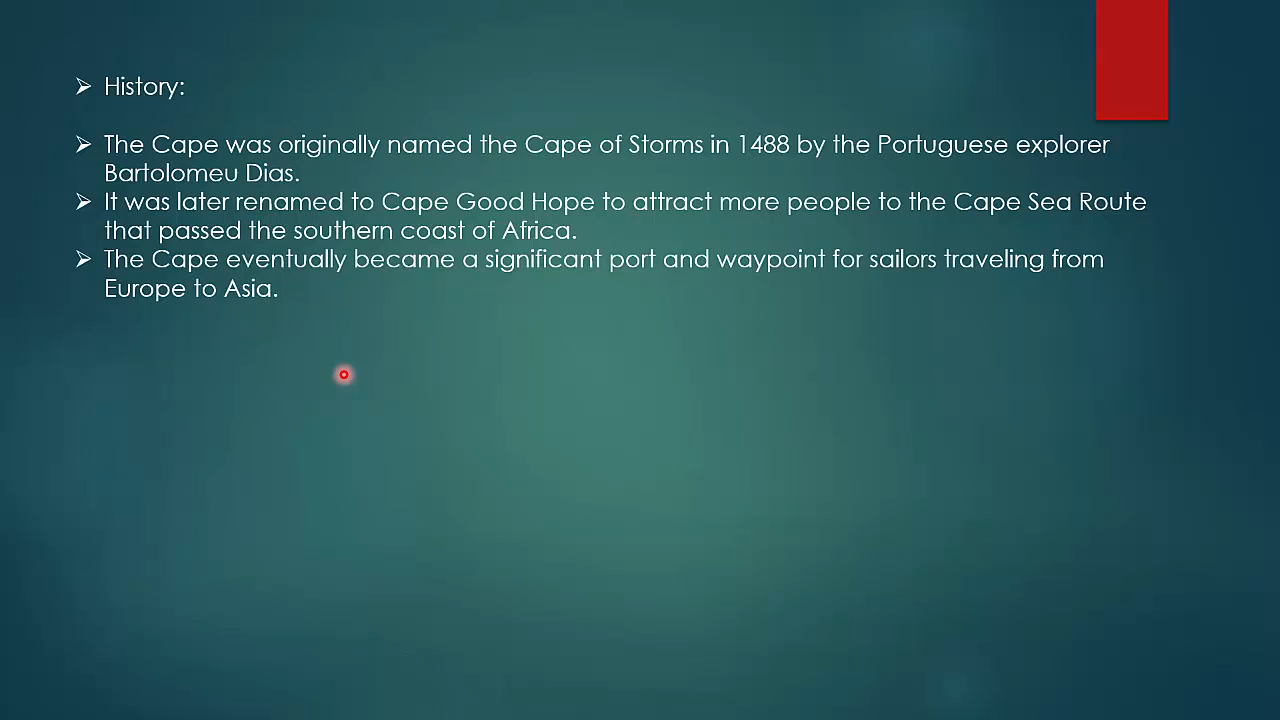 History:
The Cape was originally named the Cape of Storms in 1488 by the Portuguese explorer
Bartolomeu Dias.
It was later renamed to Cape Good Hope to attract more people to the Cape Sea Route
that passed the southern coast of Africa.
The Cape eventually became a significant port and waypoint for sailors traveling from
Europe to Asia.